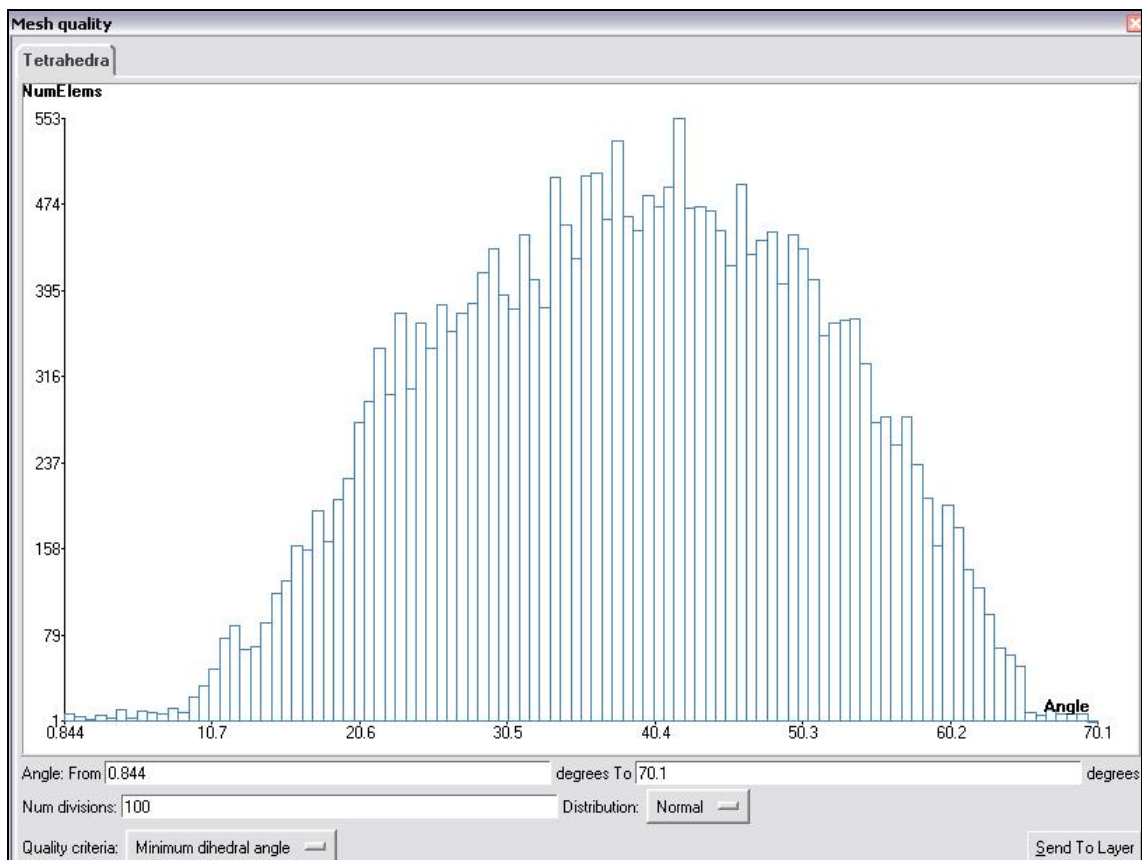 Mesh quality
Tetrahedra
NumElems
553
474
395
316
237
158
79
1
Angle
0.844 10.7 20.6 30.5 40.4 50.3 60.2 70.1
Angle: From 0.844 degrees To 70.1 degrees
Num divisions: 100 Distribution: Normal
Quality criteria: Minimum dihedral angle Send To Layer